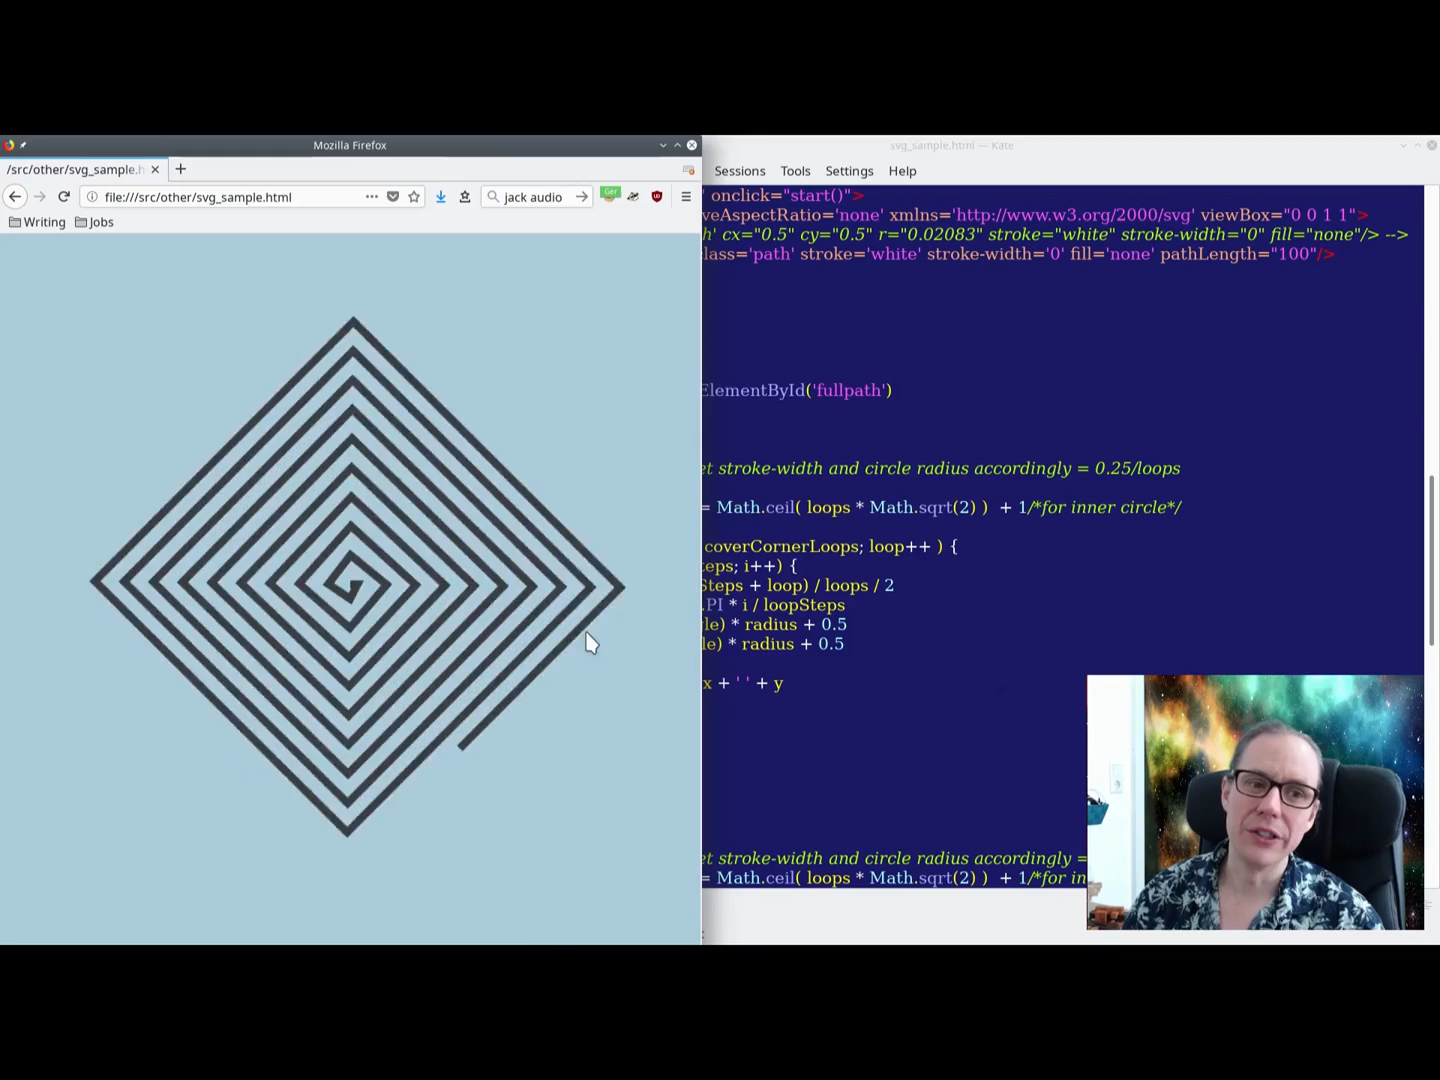 Mozilla Firefox
/src/other/svg_sample.h
file:///src/other/svg_sample.html
jack audio
Ger
Writing
Jobs
svg_sample.html — Kate
Sessions
Tools
Settings
Help
' onclick="start()">
veAspectRatio='none' xmlns='http://www.w3.org/2000/svg' viewBox="0 0 1 1">
h' cx="0.5" cy="0.5" r="0.02083" stroke="white" stroke-width="0" fill="none"/> -->
lass='path' stroke='white' stroke-width='0' fill='none' pathLength="100"/>
ElementById('fullpath')
et stroke-width and circle radius accordingly = 0.25/loops
= Math.ceil( loops * Math.sqrt(2) )  + 1/*for inner circle*/
coverCornerLoops; loop++ ) {
teps; i++) {
Steps + loop) / loops / 2
.PI * i / loopSteps
le) * radius + 0.5
le) * radius + 0.5
x + ' ' + y
et stroke-width and circle radius accordingly =
= Math.ceil( loops * Math.sqrt(2) )  + 1/*for in